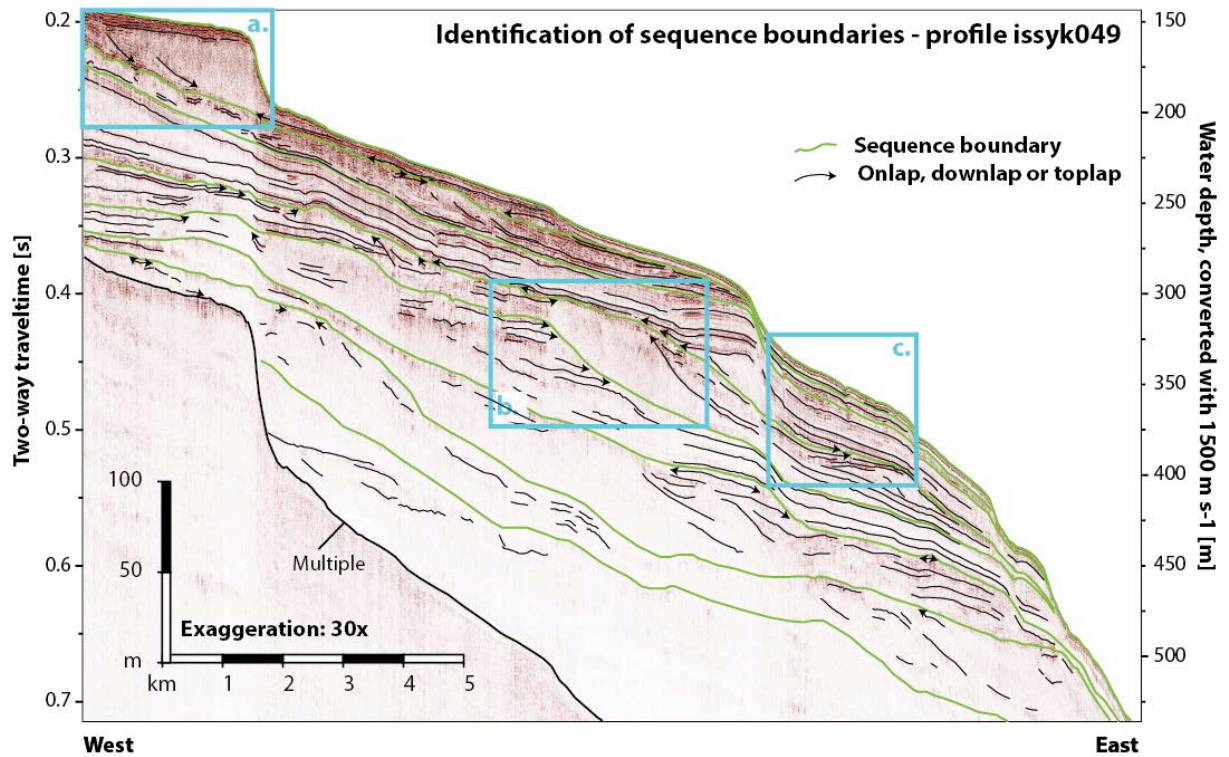 Identification of sequence boundaries - profile issyk049
a.
Sequence boundary
Onlap, downlap or toplap
Two-way traveltime [s]
0.2
0.3
0.4
0.5
0.6
0.7
Water depth, converted with 1500 m s-1 [m]
150
200
250
300
350
400
450
500
b.
c.
100
50
m
Multiple
Exaggeration: 30x
km 1 2 3 4 5
West East